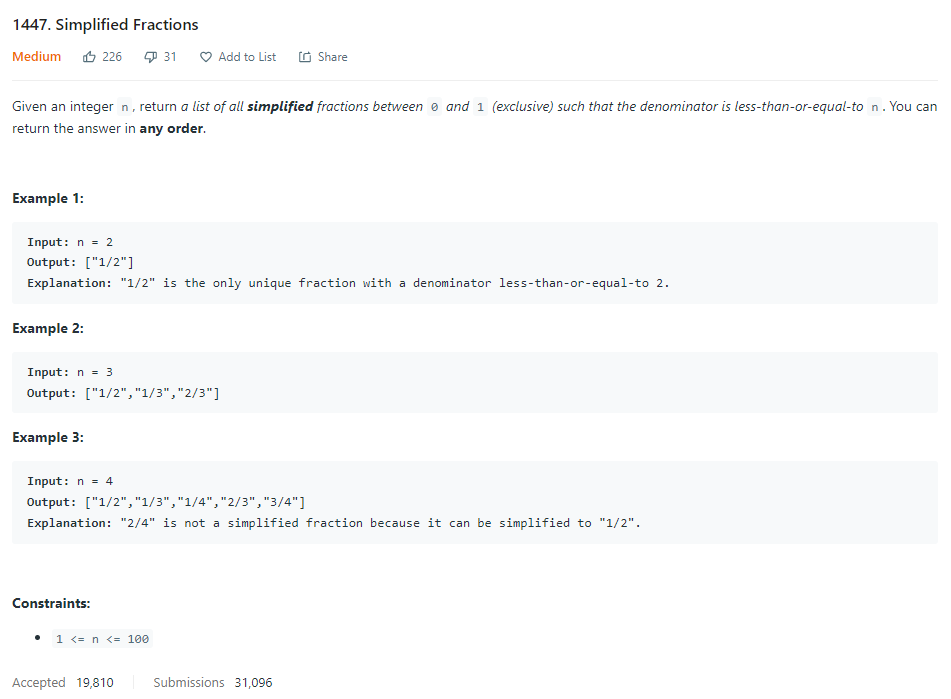 1447. Simplified Fractions
Medium 226 31 Add to List Share
Given an integer n, return a list of all simplified fractions between 0 and 1 (exclusive) such that the denominator is less-than-or-equal-to n. You can
return the answer in any order.
Example 1:
Input: n = 2
Output: ["1/2"]
Explanation: "1/2" is the only unique fraction with a denominator less-than-or-equal-to 2.
Example 2:
Input: n = 3
Output: ["1/2","1/3","2/3"]
Example 3:
Input: n = 4
Output: ["1/2","1/3","1/4","2/3","3/4"]
Explanation: "2/4" is not a simplified fraction because it can be simplified to "1/2".
Constraints:
• 1 <= n <= 100
Accepted 19,810 Submissions 31,096